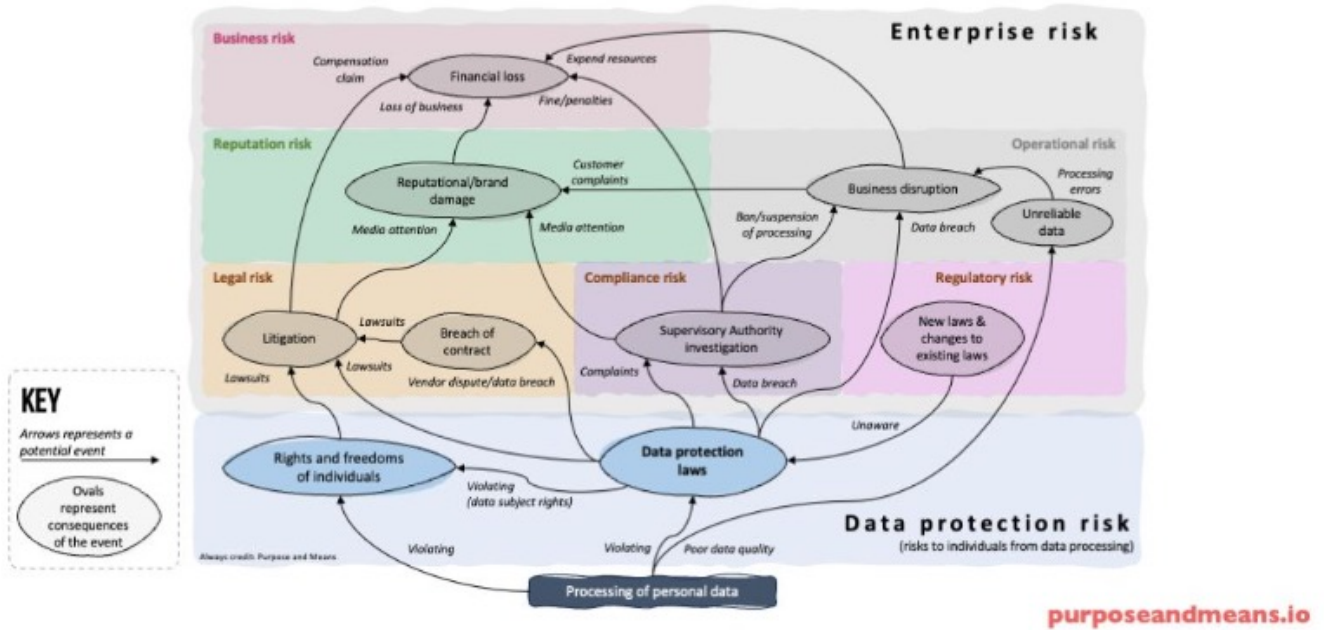 Enterprise risk
Business risk
Compensation
claim
Financial loss
Expend resources
Loss of business
Fine/penalties
Reputation risk
Operational risk
Reputational/brand
damage
Customer
complaints
Business disruption
Processing
errors
Unreliable
data
Media attention
Media attention
Ban/suspension
of processing
Data breach
Legal risk
Compliance risk
Regulatory risk
Litigation
Lawsuits
Breach of
contract
Supervisory Authority
investigation
New laws &
changes to
existing laws
Lawsuits
Lawsuits
Vendor dispute/data breach
Complaints
Data breach
KEY
Arrows represents a
potential event
Ovals
represent
consequences
of the event
Unaware
Rights and freedoms
of individuals
Data protection
laws
Violating
(data subject rights)
Data protection risk
(risks to individuals from data processing)
Always credit: Purpose and Means
Violating
Violating
Poor data quality
Processing of personal data
purposeandmeans.io